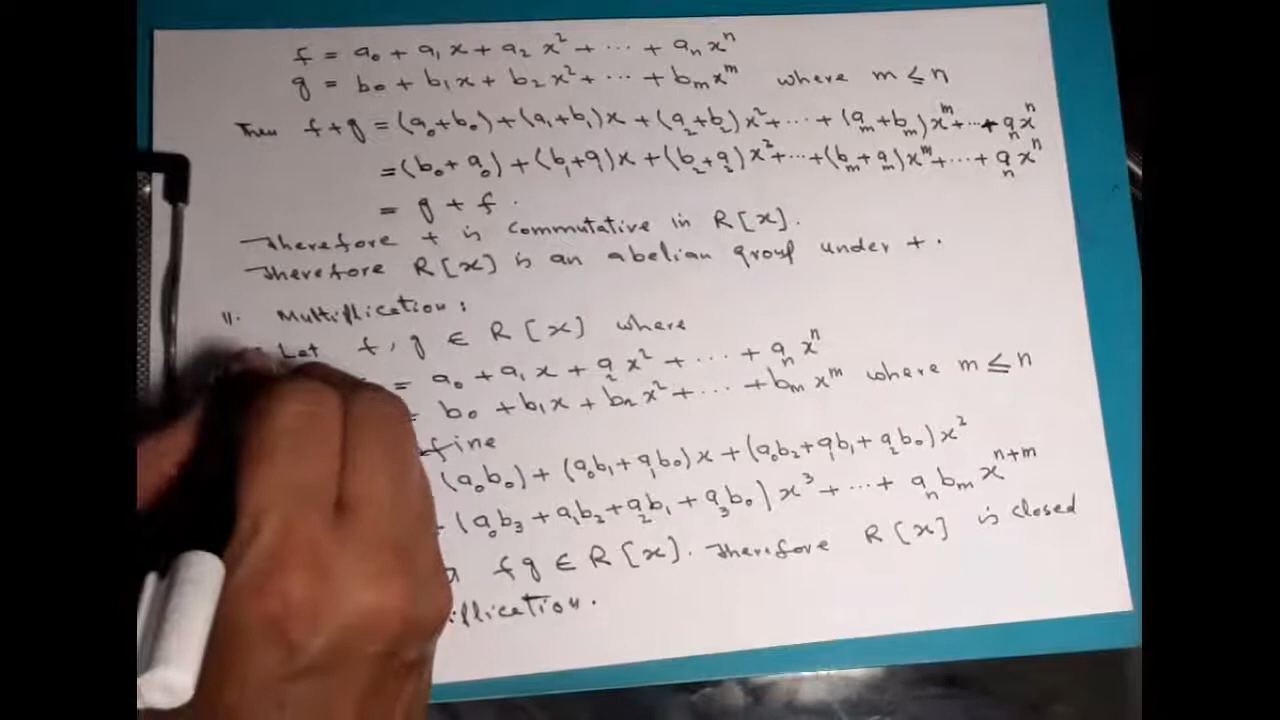 f = a₀ + a₁x + a₂x² + ... + aₙxⁿ
g = b₀ + b₁x + b₂x² + ... + bₘxᵐ where m ≤ n
Then f+g = (a₀+b₀) + (a₁+b₁)x + (a₂+b₂)x² + ... + (aₘ+bₘ)xᵐ + ... + aₙxⁿ
= (b₀+a₀) + (b₁+a₁)x + (b₂+a₂)x² + ... + (bₘ+aₘ)xᵐ + ... + aₙxⁿ
= g + f.
Therefore + is commutative in R[x].
Therefore R[x] is an abelian group under +.
11. Multiplication:
Let f, g ∈ R[x] where
= a₀ + a₁x + a₂x² + ... + aₙxⁿ
= b₀ + b₁x + b₂x² + ... + bₘxᵐ where m ≤ n
fine
(a₀b₀) + (a₀b₁ + a₁b₀)x + (a₀b₂ + a₁b₁ + a₂b₀)x²
+ (a₀b₃ + a₁b₂ + a₂b₁ + a₃b₀)x³ + ... + aₙbₘxⁿ⁺ᵐ
fg ∈ R[x]. Therefore R[x] is closed
iplication.